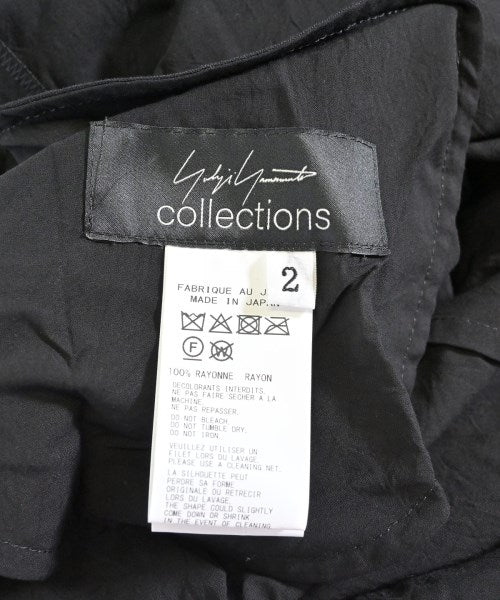 Yohji Yamamoto
collections
2
FABRIQUE AU J
MADE IN JAPAN
F W
100% RAYONNE RAYON
DECOLORANTS INTERDITS.
NE PAS FAIRE SECHER A LA
MACHINE.
NE PAS REPASSER.
DO NOT BLEACH.
DO NOT TUMBLE DRY.
DO NOT IRON.
VEUILLEZ UTILISER UN
FILET LORS DU LAVAGE.
PLEASE USE A CLEANING NET.
LA SILHOUETTE PEUT
PERDRE SA FORME
ORIGINALE OU RETRECIR
LORS DU LAVAGE.
THE SHAPE COULD SLIGHTLY
COME DOWN OR SHRINK
IN THE EVENT OF CLEANING